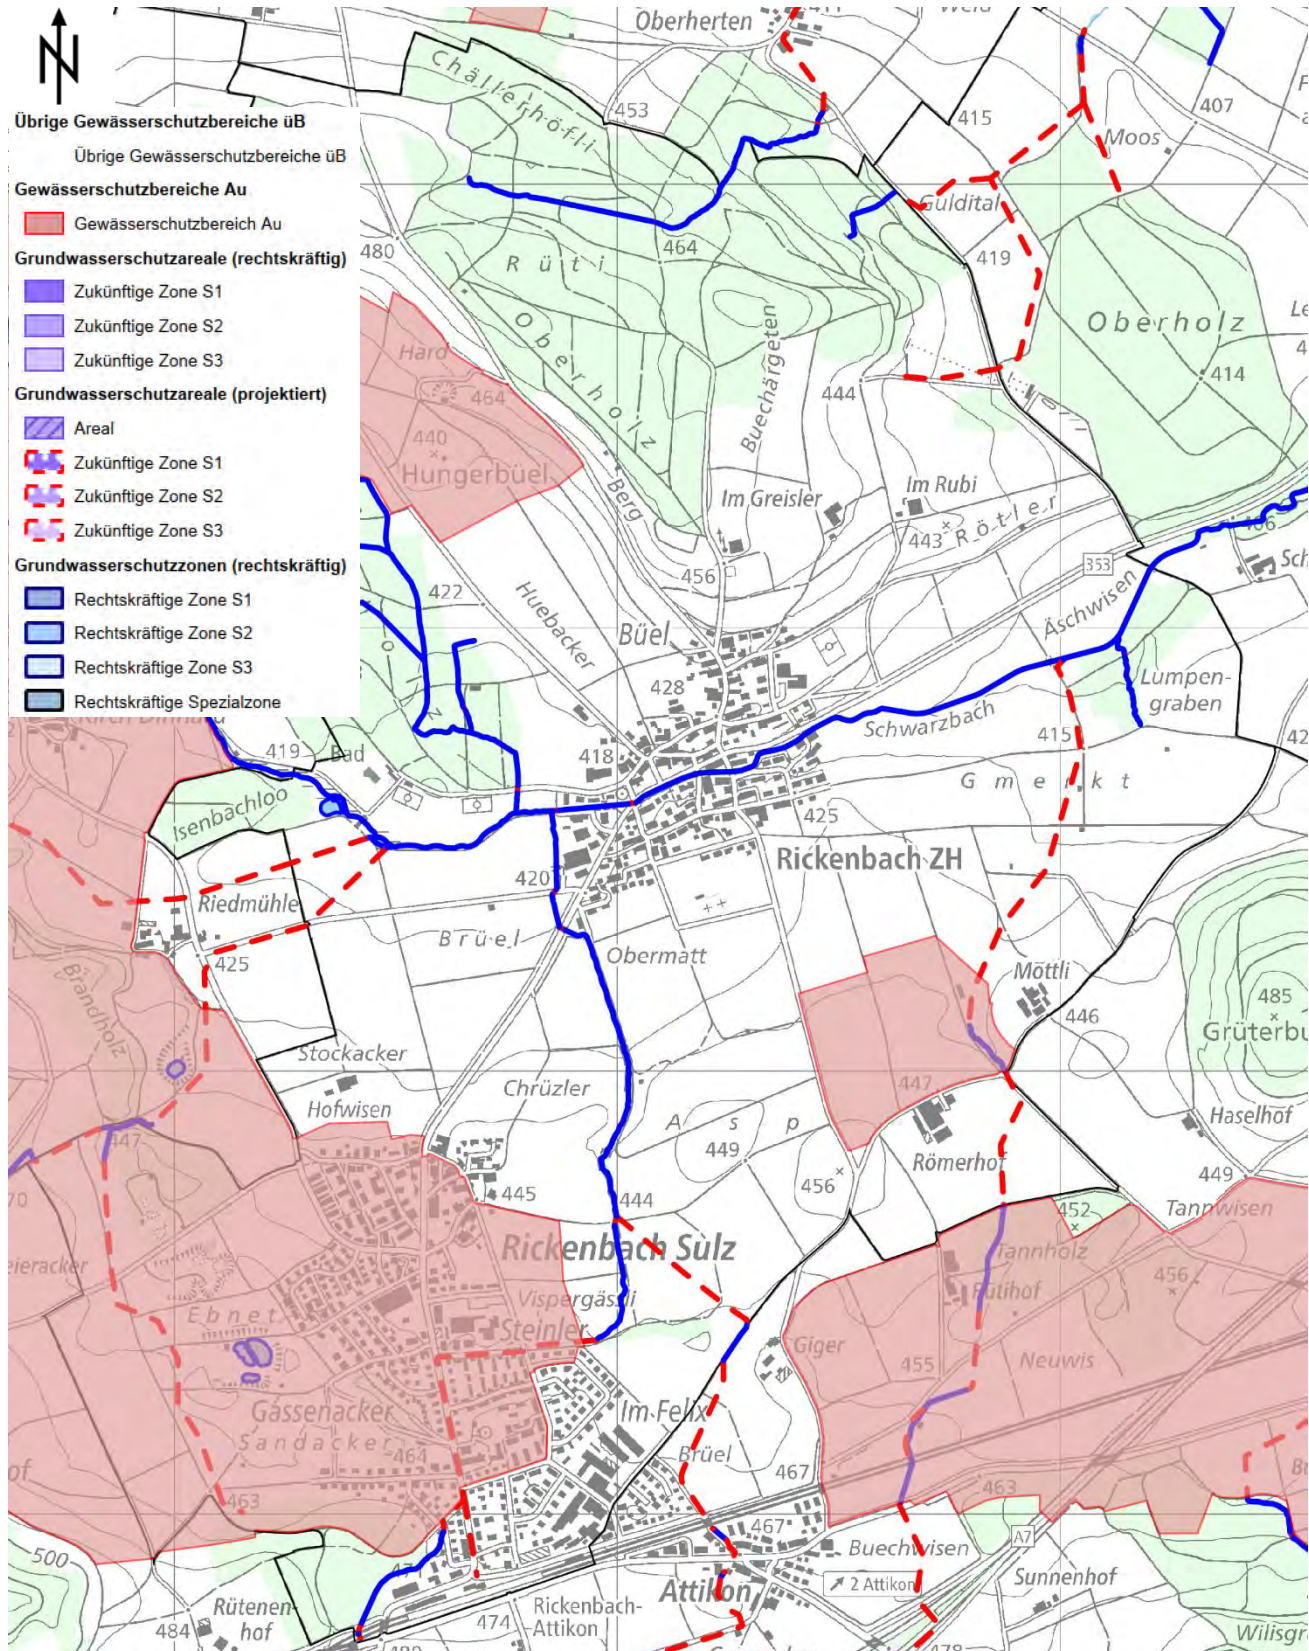 N
Übrige Gewässerschutzbereiche üB
Übrige Gewässerschutzbereiche üB
Gewässerschutzbereiche Au
Gewässerschutzbereich Au
Grundwasserschutzareale (rechtskräftig)
Zukünftige Zone S1
Zukünftige Zone S2
Zukünftige Zone S3
Grundwasserschutzareale (projektiert)
Areal
Zukünftige Zone S1
Zukünftige Zone S2
Zukünftige Zone S3
Grundwasserschutzzonen (rechtskräftig)
Rechtskräftige Zone S1
Rechtskräftige Zone S2
Rechtskräftige Zone S3
Rechtskräftige Spezialzone
Oberherten
Chällerhöfli
453
415
407
Moos
Guldital
480
464
419
Rüti
Oberholz
Oberholz
414
Hard
464
440
Hungerbüel
Berg
Buechärgeten
444
Im Greisler
Im Rubi
443
Rötler
353
406
456
422
Huebacker
Büel
Äschwisen
428
Lumpen-
graben
Schwarzbach
415
419
Bad
418
Isenbachloo
Gmerkt
425
Rickenbach ZH
420
Riedmühle
Brüel
Obermatt
425
Brandholz
Möttli
485
446
Stockacker
Chrüzler
447
Hofwisen
Asp
449
Haselhof
447
Römerhof
456
449
445
444
452
Tannwisen
Rickenbach Sulz
Tannholz
456
Rütihof
Vispergässli
Ebnet
Steinler
Giger
455
Neuwis
Gassenacker
Im Felix
Sandacker
464
Brüel
467
463
463
467
A7
Buechwisen
500
Attikon
2 Attikon
Sunnenhof
Rütenen-
hof
474
Rickenbach-
Attikon
484